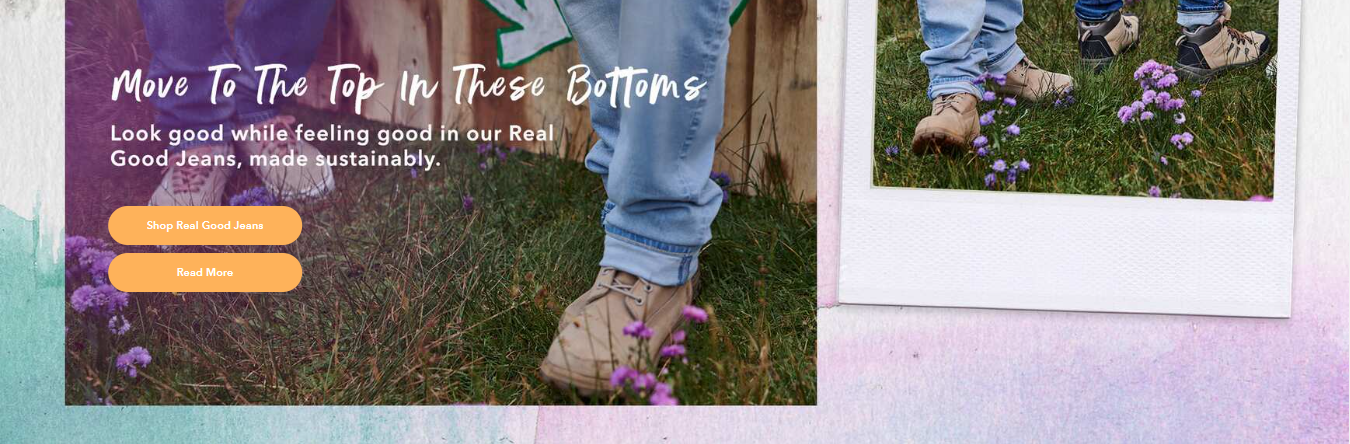 Move To The Top In These Bottoms
Look good while feeling good in our Real
Good Jeans, made sustainably.
Shop Real Good Jeans
Read More